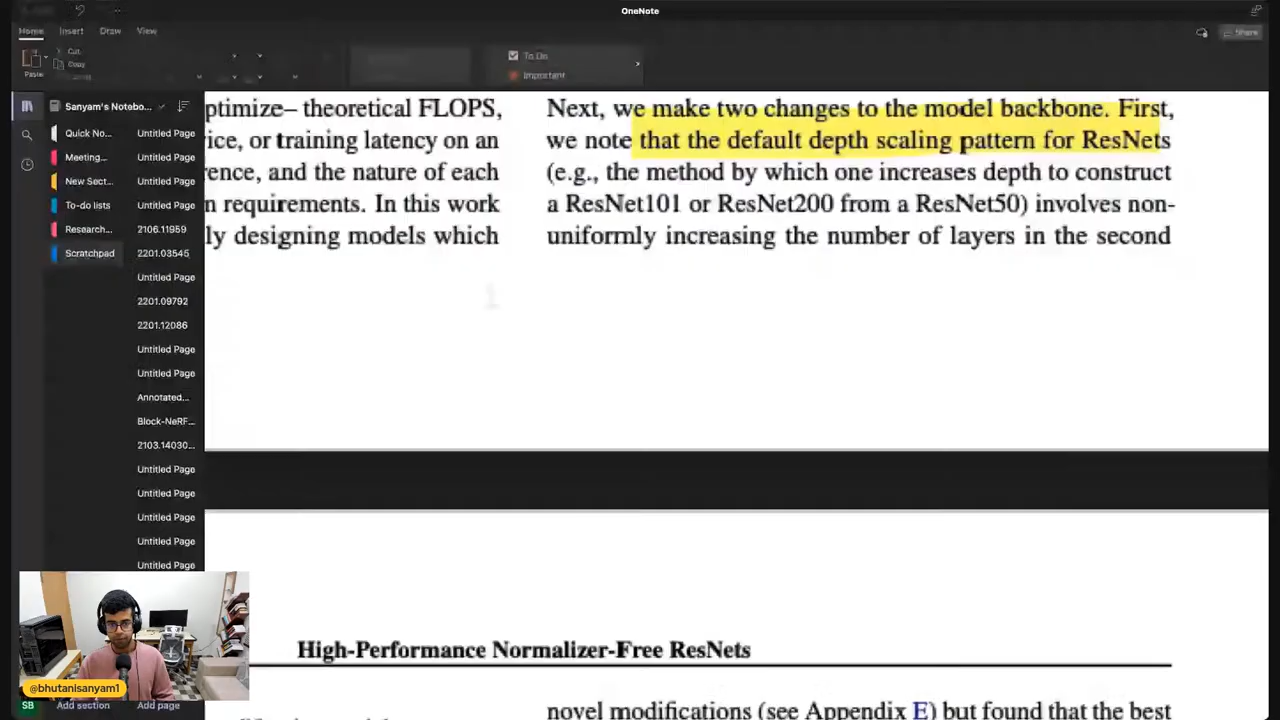 OneNote
Home Insert Draw View
Share
Paste
Cut
Copy
To Do
Important
Sanyam's Notebo...
Quick No...
Meeting...
New Sect...
To-do lists
Research...
Scratchpad
Untitled Page
Untitled Page
Untitled Page
Untitled Page
2106.11959
2201.03545
Untitled Page
2201.09792
2201.12086
Untitled Page
Untitled Page
Annotated...
Block-NeRF...
2103.14030...
Untitled Page
Untitled Page
Untitled Page
Untitled Page
Untitled Page
ptimize– theoretical FLOPS,
ice, or training latency on an
rence, and the nature of each
n requirements. In this work
ly designing models which
Next, we make two changes to the model backbone. First,
we note that the default depth scaling pattern for ResNets
(e.g., the method by which one increases depth to construct
a ResNet101 or ResNet200 from a ResNet50) involves non-
uniformly increasing the number of layers in the second
High-Performance Normalizer-Free ResNets
novel modifications (see Appendix E) but found that the best
@bhutanisanyam1
SB Add section Add page